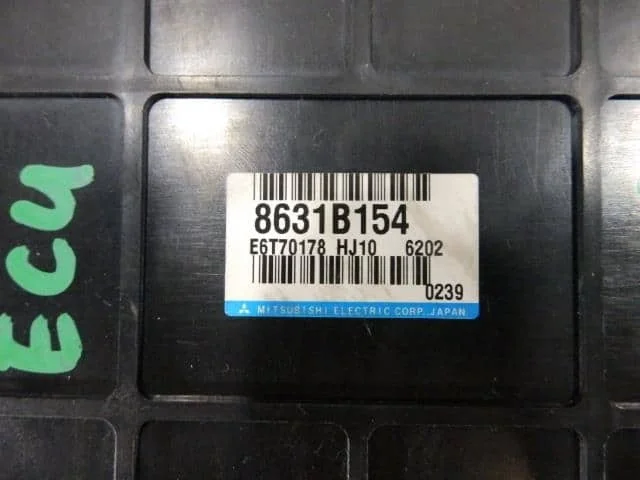 ECU
8631B154
E6T70178 HJ10 6202
0239
MITSUBISHI ELECTRIC CORP. JAPAN